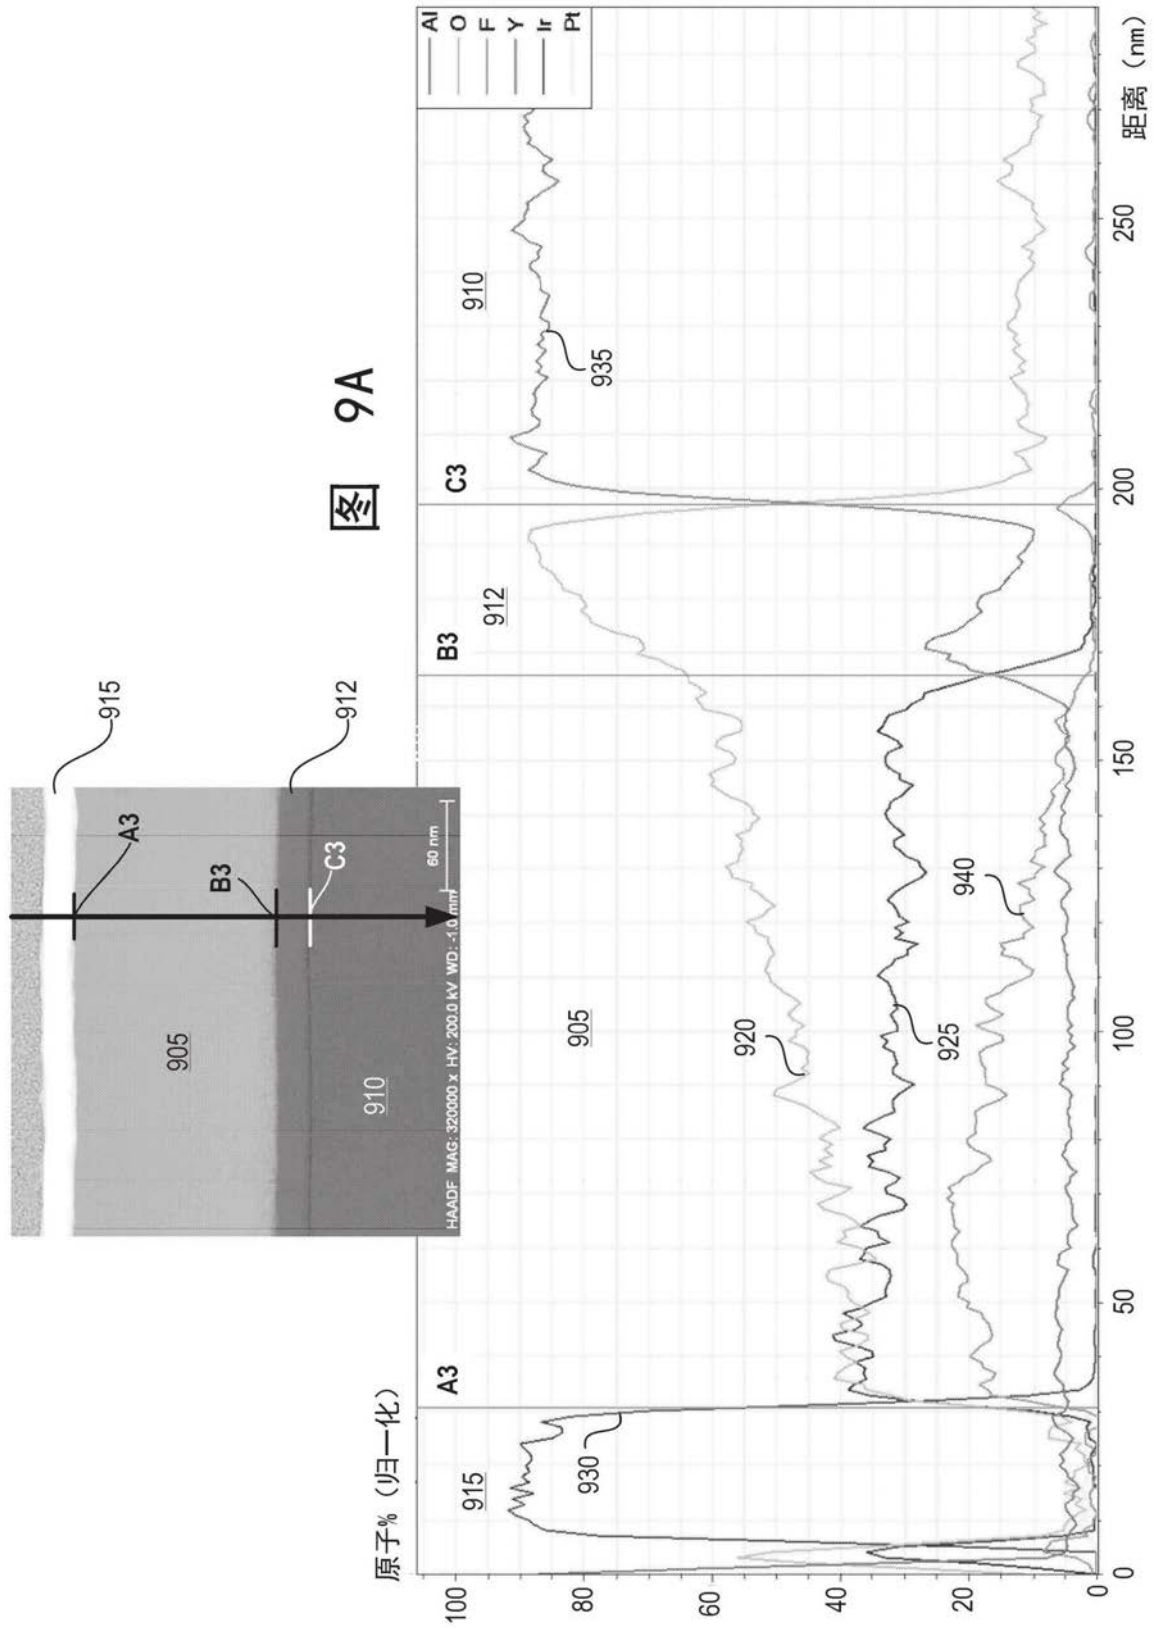 915
A3
B3
905
912
C3
910
60 nm
HAADF MAG: 320000 x HV: 200.0 kV WD: -1.0 mm
图 9A
原子%（归一化）
100
80
60
40
20
0
A3
B3
C3
915
905
912
910
930
920
925
940
935
Al
O
F
Y
Ir
Pt
0
50
100
150
200
250
距离（nm）